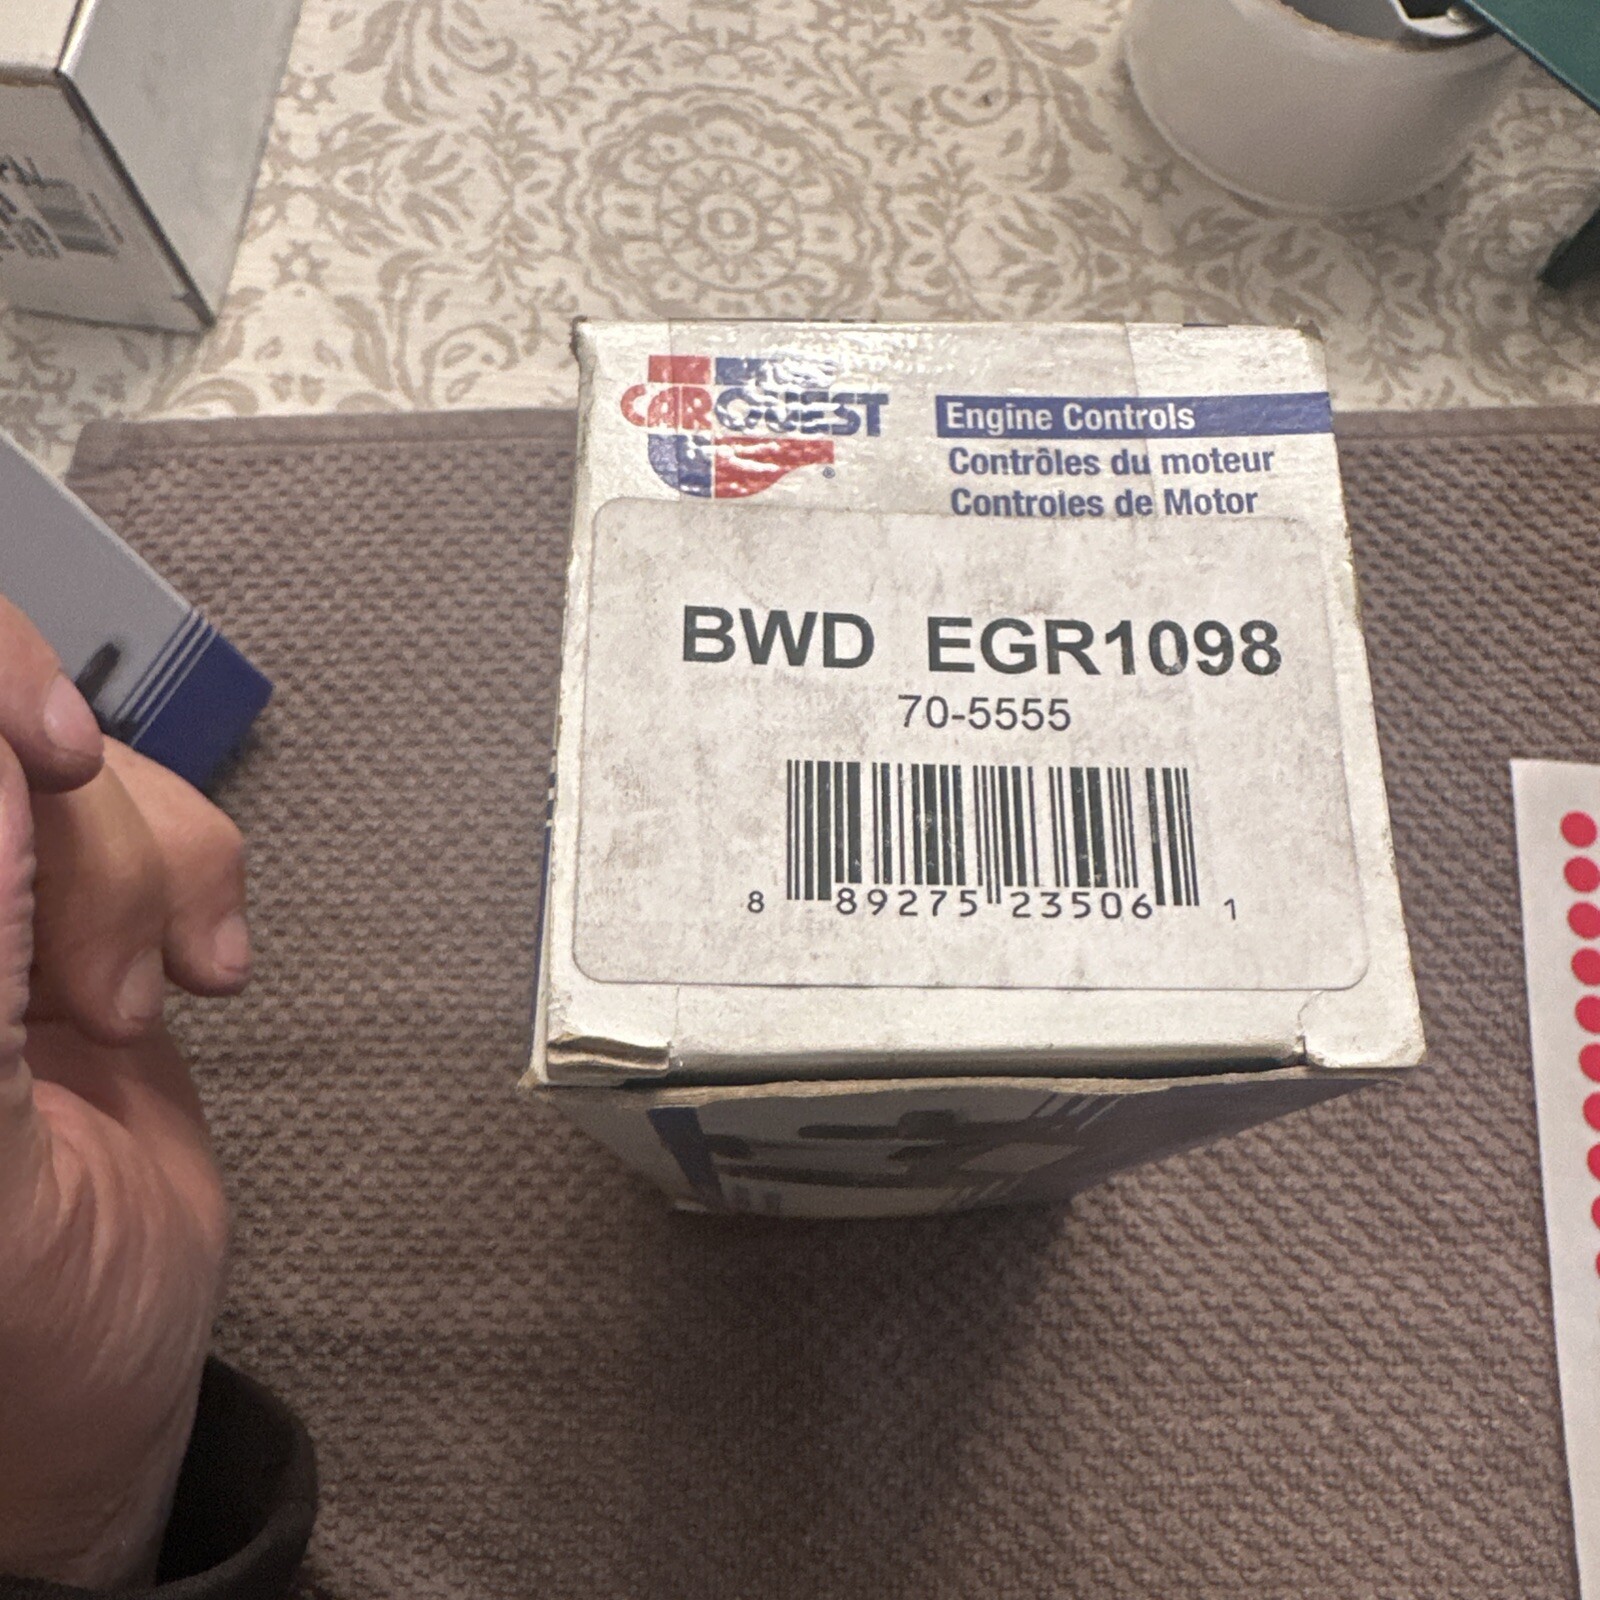 CARQUEST
®
Engine Controls
Contrôles du moteur
Controles de Motor
BWD EGR1098
70-5555
8 89275 23506 1